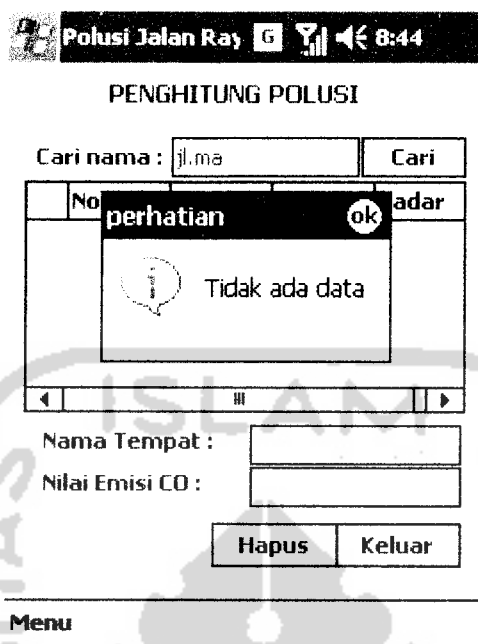 Polusi Jalan Ray G 8:44
PENGHITUNG POLUSI
Cari nama : jl.ma Cari
No adar
perhatian ok
Tidak ada data
ISLAM
Nama Tempat :
Nilai Emisi CO :
Hapus Keluar
Menu